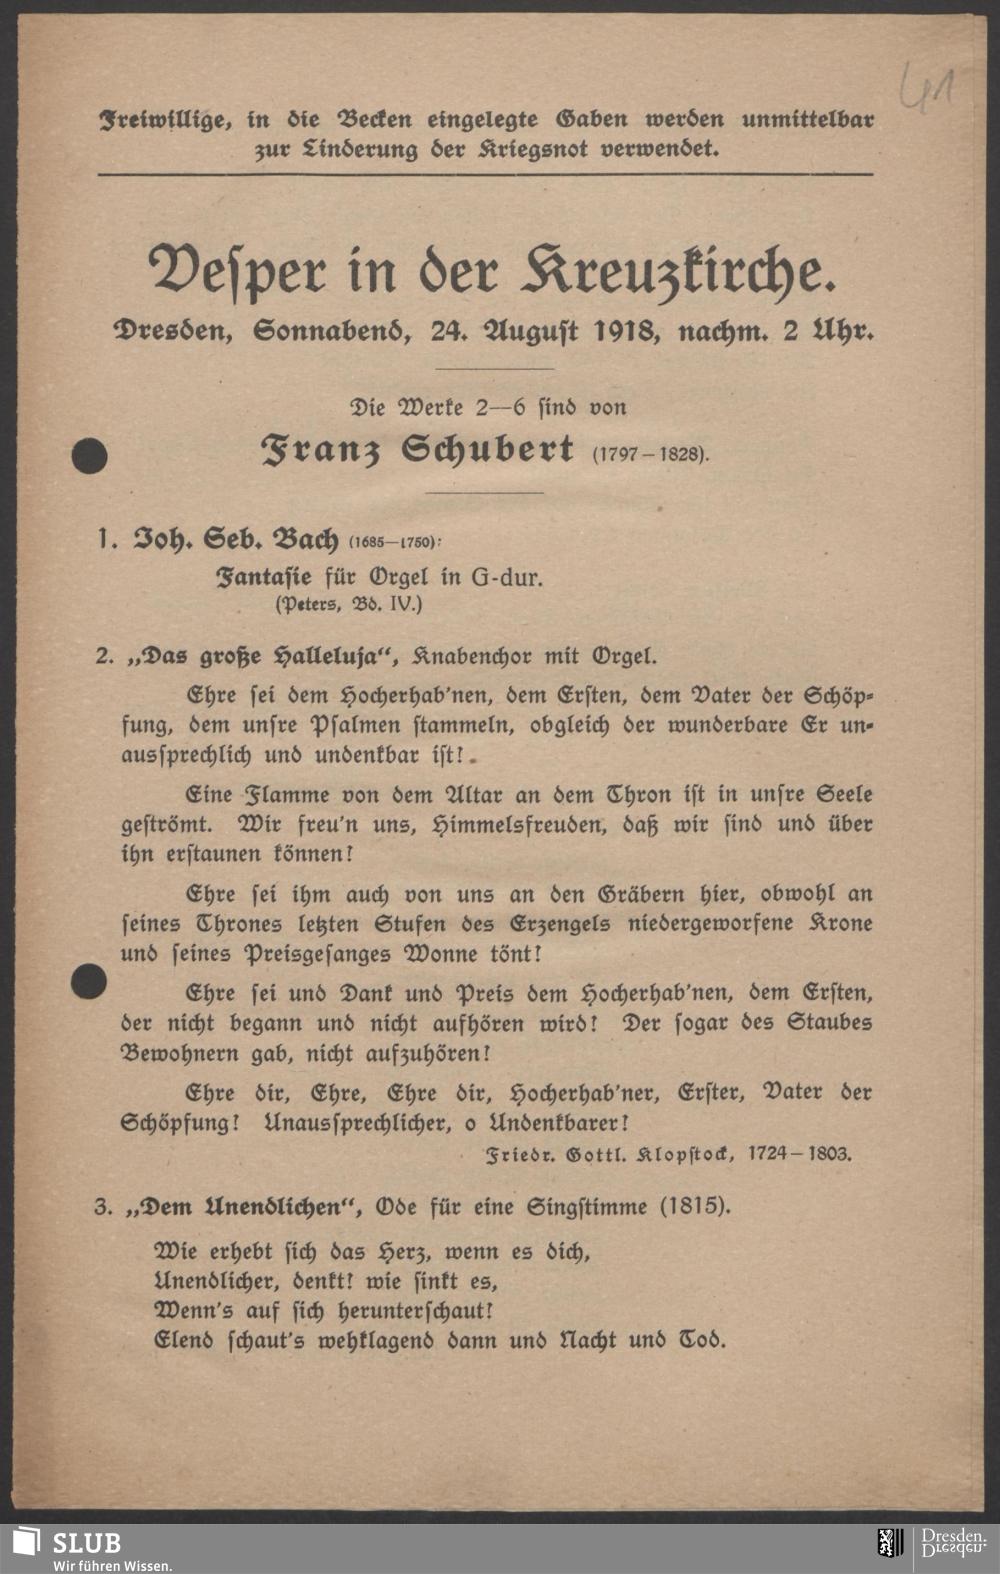 41
Freiwillige, in die Becken eingelegte Gaben werden unmittelbar
zur Linderung der Kriegsnot verwendet.
Vesper in der Kreuzkirche.
Dresden, Sonnabend, 24. August 1918, nachm. 2 Uhr.
Die Werke 2—6 sind von
Franz Schubert (1797–1828).
1. Joh. Seb. Bach (1685—1750):
Fantasie für Orgel in G-dur.
(Peters, Bd. IV.)
2. „Das große Halleluja“, Knabenchor mit Orgel.
Ehre sei dem Hocherhab'nen, dem Ersten, dem Vater der Schöp-
fung, dem unsre Psalmen stammeln, obgleich der wunderbare Er un-
aussprechlich und undenkbar ist!
Eine Flamme von dem Altar an dem Thron ist in unsre Seele
geströmt. Wir freu'n uns, Himmelsfreuden, daß wir sind und über
ihn erstaunen können!
Ehre sei ihm auch von uns an den Gräbern hier, obwohl an
seines Thrones letzten Stufen des Erzengels niedergeworfene Krone
und seines Preisgesanges Wonne tönt!
Ehre sei und Dank und Preis dem Hocherhab'nen, dem Ersten,
der nicht begann und nicht aufhören wird! Der sogar des Staubes
Bewohnern gab, nicht aufzuhören!
Ehre dir, Ehre, Ehre dir, Hocherhab'ner, Erster, Vater der
Schöpfung! Unaussprechlicher, o Undenkbarer!
Friedr. Gottl. Klopstock, 1724–1803.
3. „Dem Unendlichen“, Ode für eine Singstimme (1815).
Wie erhebt sich das Herz, wenn es dich,
Unendlicher, denkt! wie sinkt es,
Wenn's auf sich herunterschaut!
Elend schaut's wehklagend dann und Nacht und Tod.
SLUB
Wir führen Wissen.
Dresden.
Dresden.